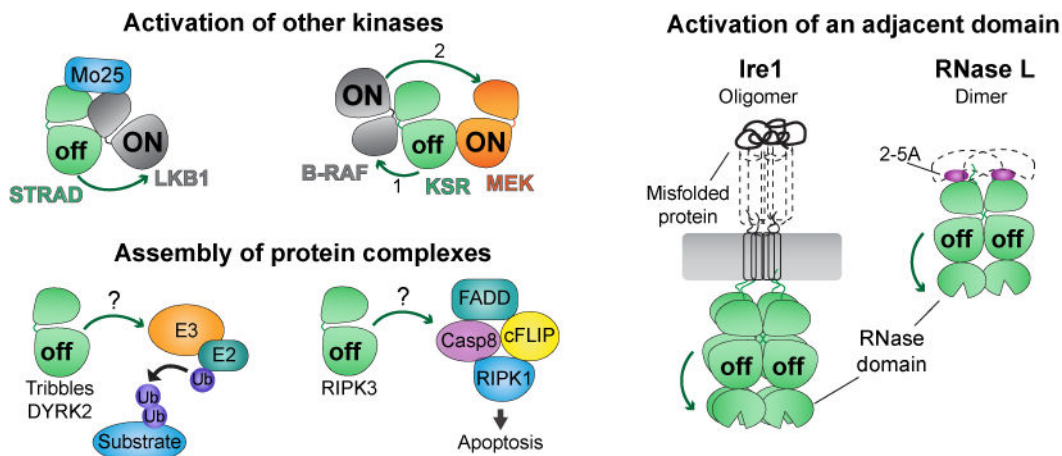 Activation of other kinases
Mo25
off
ON
STRAD
LKB1
2
ON
off
ON
B-RAF
1
KSR
MEK
Assembly of protein complexes
?
off
E3
E2
Ub
Ub
Ub
Substrate
Tribbles
DYRK2
?
off
RIPK3
FADD
Casp8
cFLIP
RIPK1
Apoptosis
Activation of an adjacent domain
Ire1
Oligomer
Misfolded
protein
off
off
RNase L
Dimer
2-5A
off
off
RNase
domain